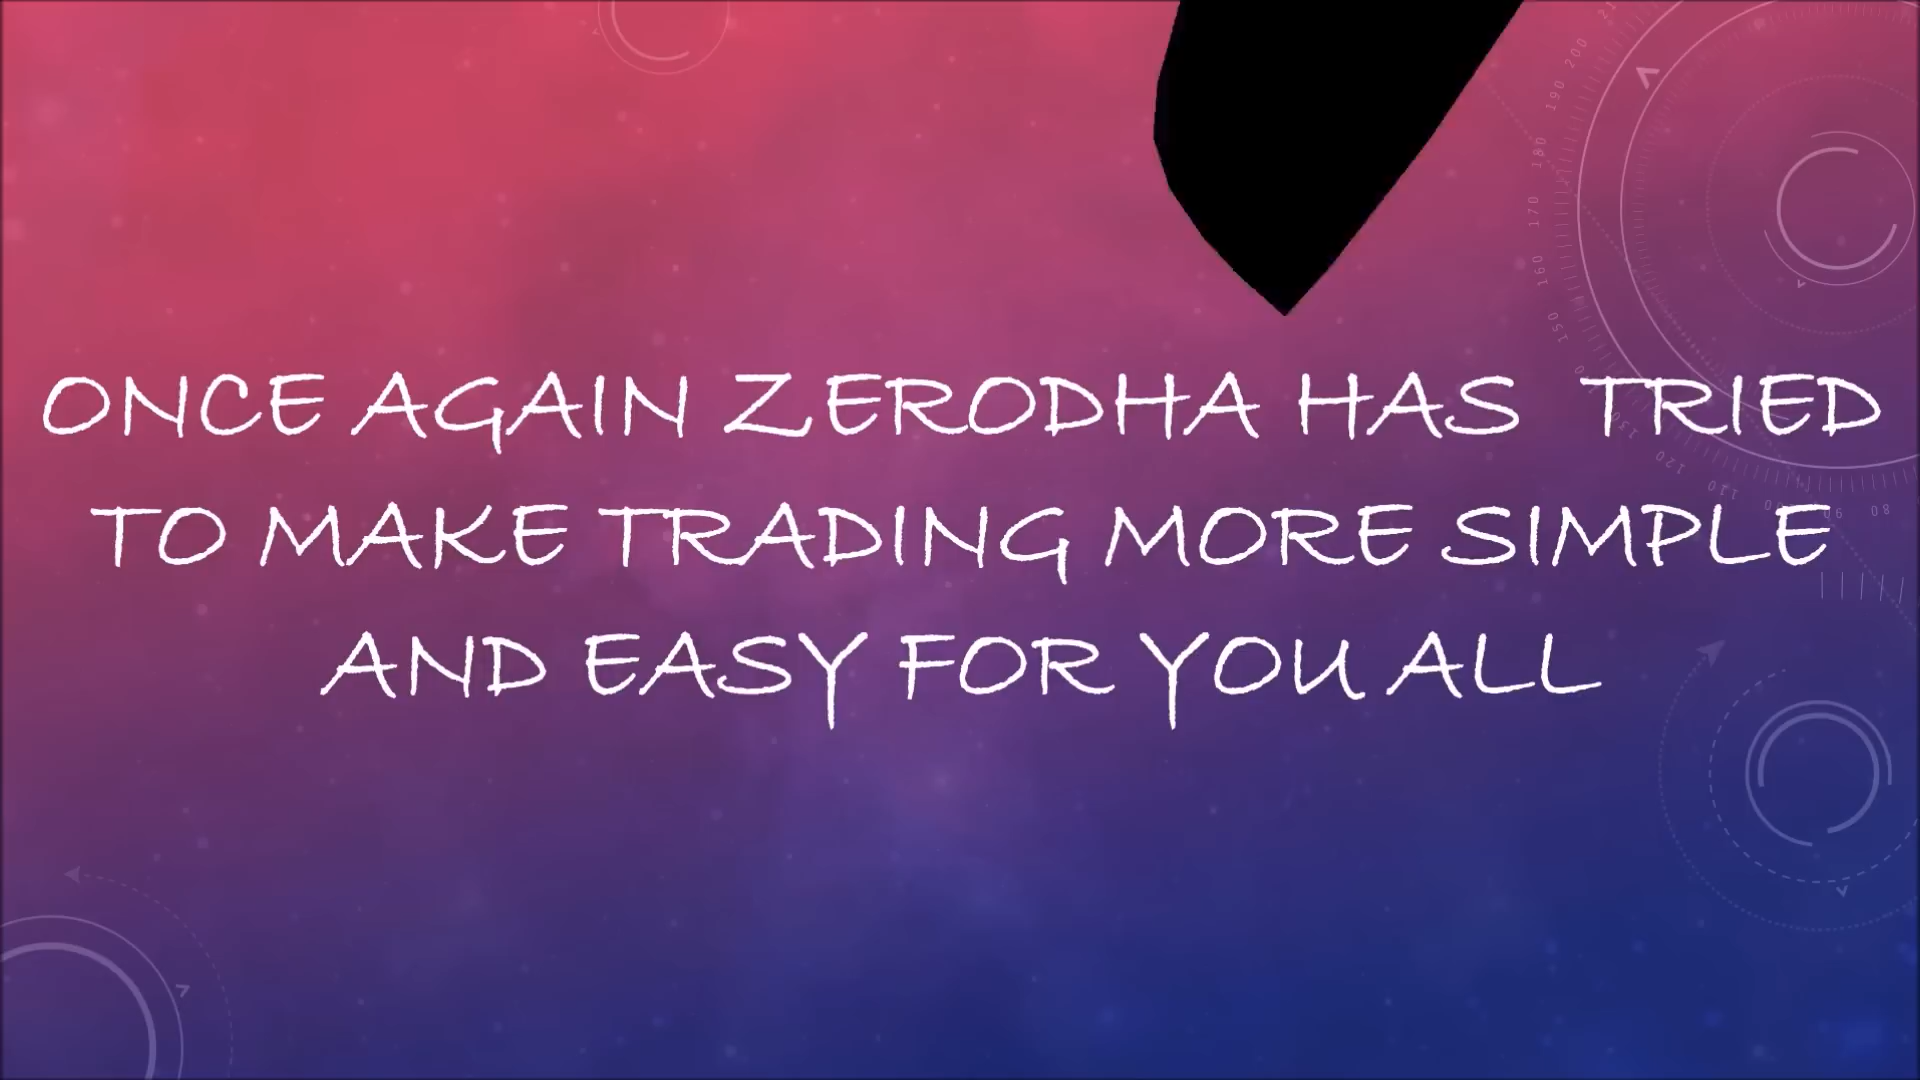 ONCE AGAIN ZERODHA HAS TRIED
TO MAKE TRADING MORE SIMPLE
AND EASY FOR YOU ALL